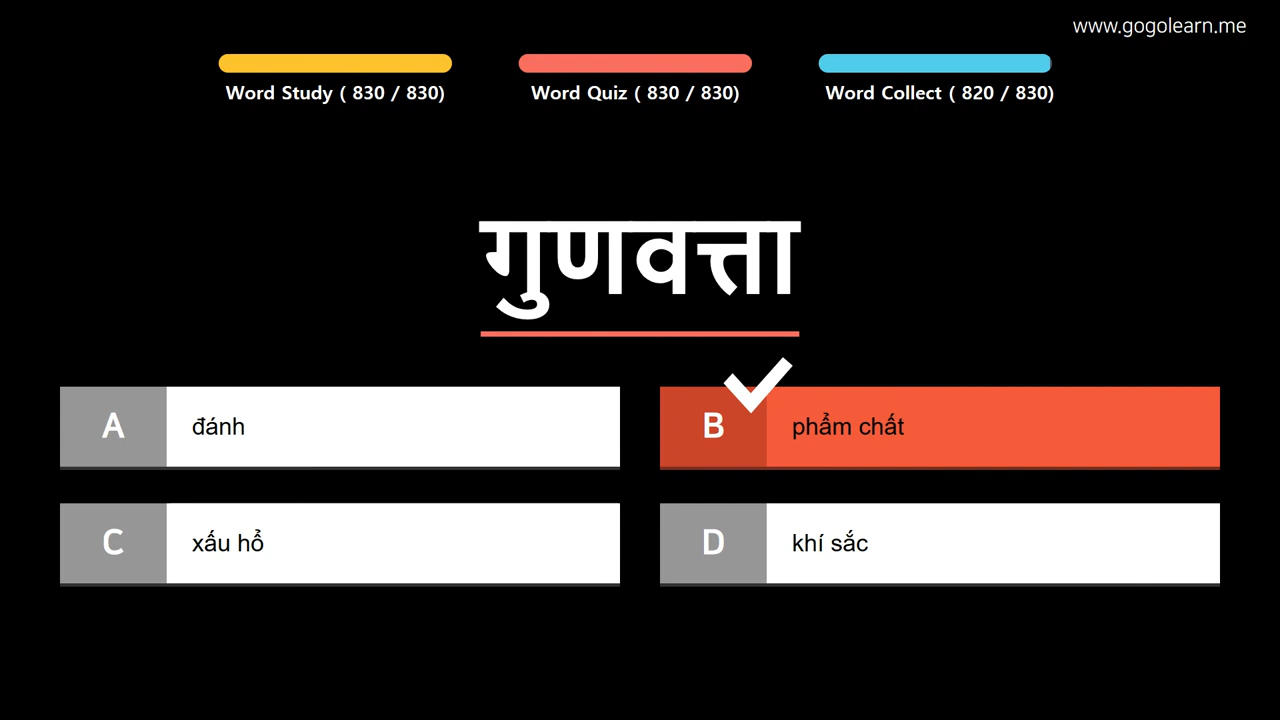 www.gogolearn.me
Word Study ( 830 / 830)
Word Quiz ( 830 / 830)
Word Collect ( 820 / 830)
गुणवत्ता
A đánh
B phẩm chất
C xấu hổ
D khí sắc